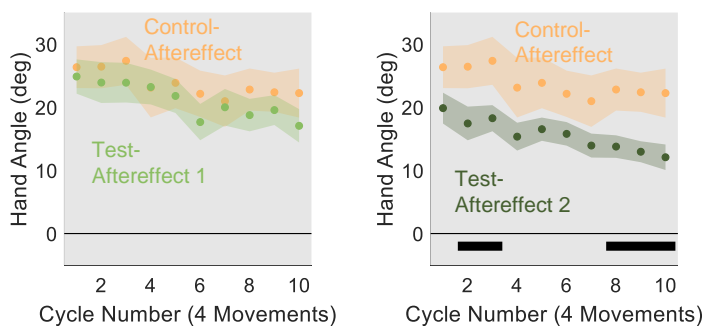 Control-
Aftereffect
Test-
Aftereffect 1
Hand Angle (deg)
30
20
10
0
2 4 6 8 10
Cycle Number (4 Movements)
Control-
Aftereffect
Test-
Aftereffect 2
Hand Angle (deg)
30
20
10
0
2 4 6 8 10
Cycle Number (4 Movements)